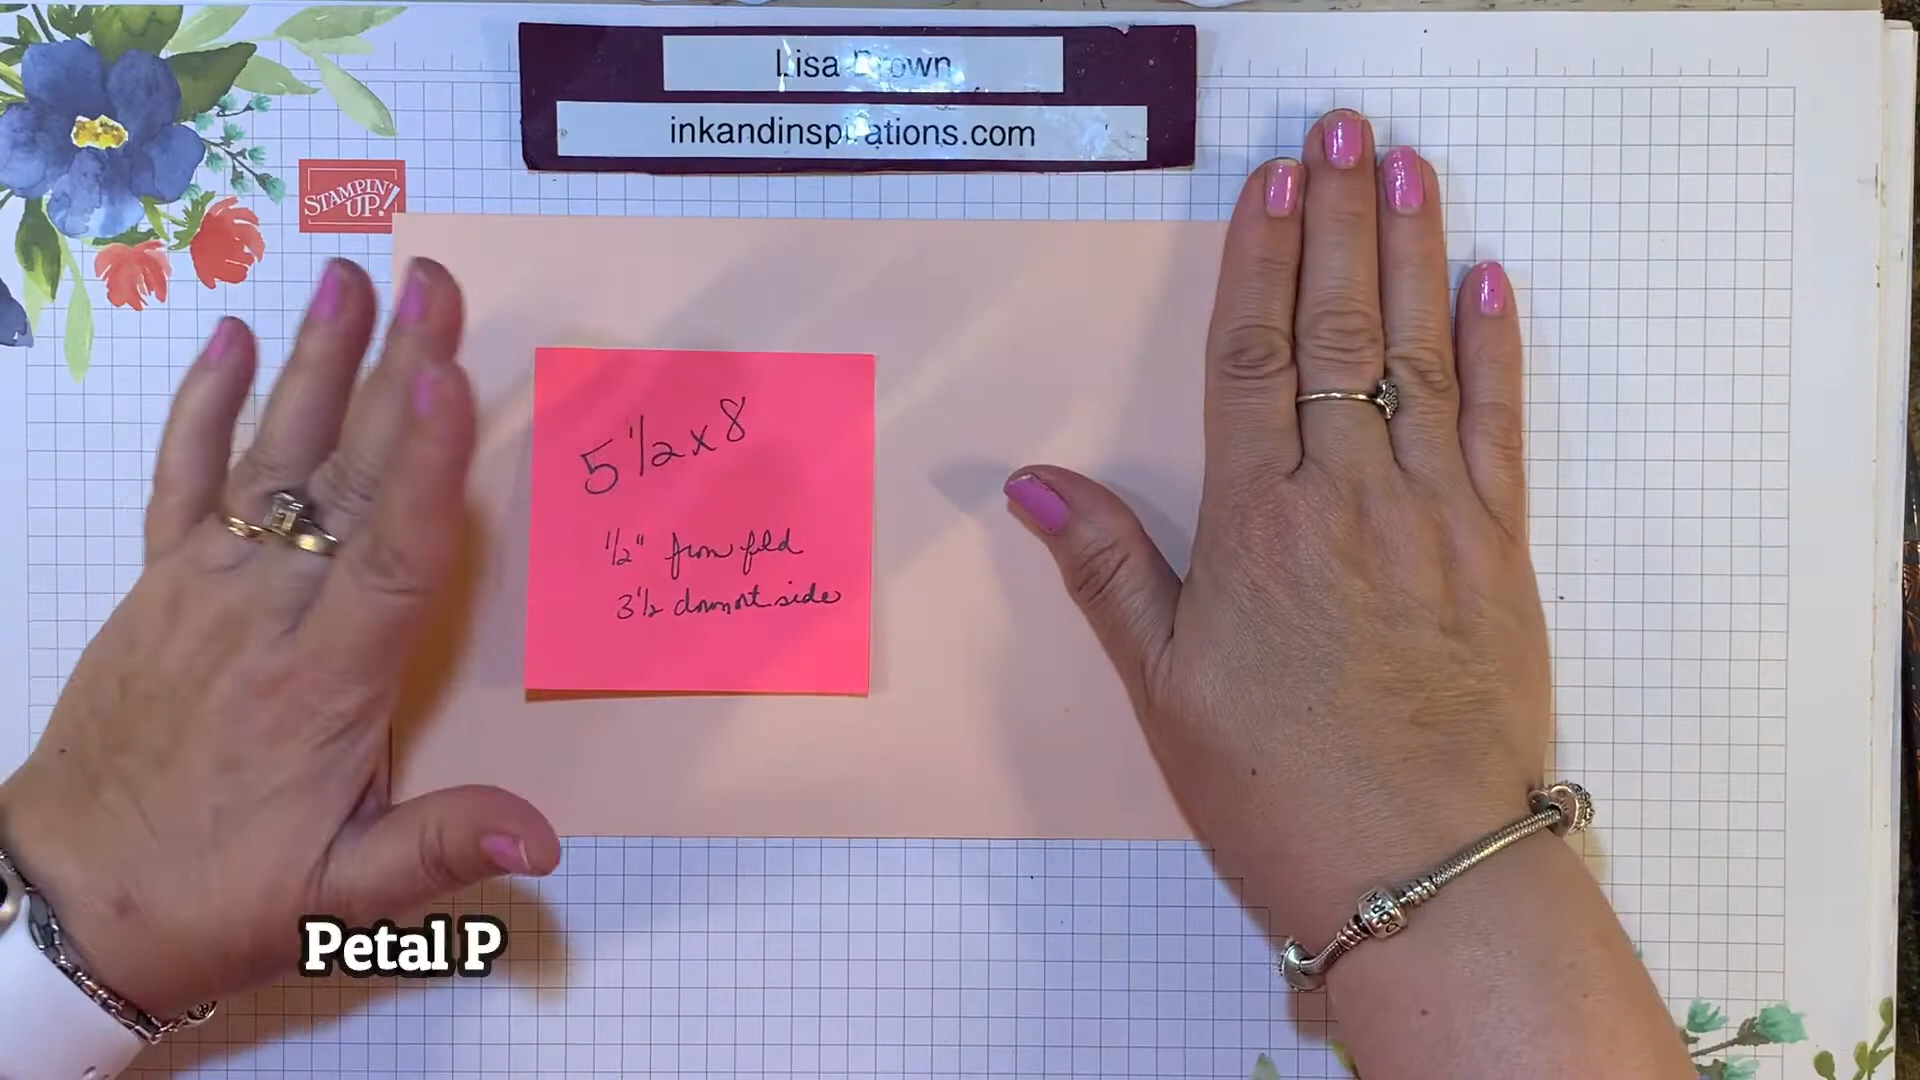 Lisa Brown
inkandinspirations.com
STAMPIN'
UP!
5 1/2 x 8
1/2" from fold
3 1/2 down on side
Petal P